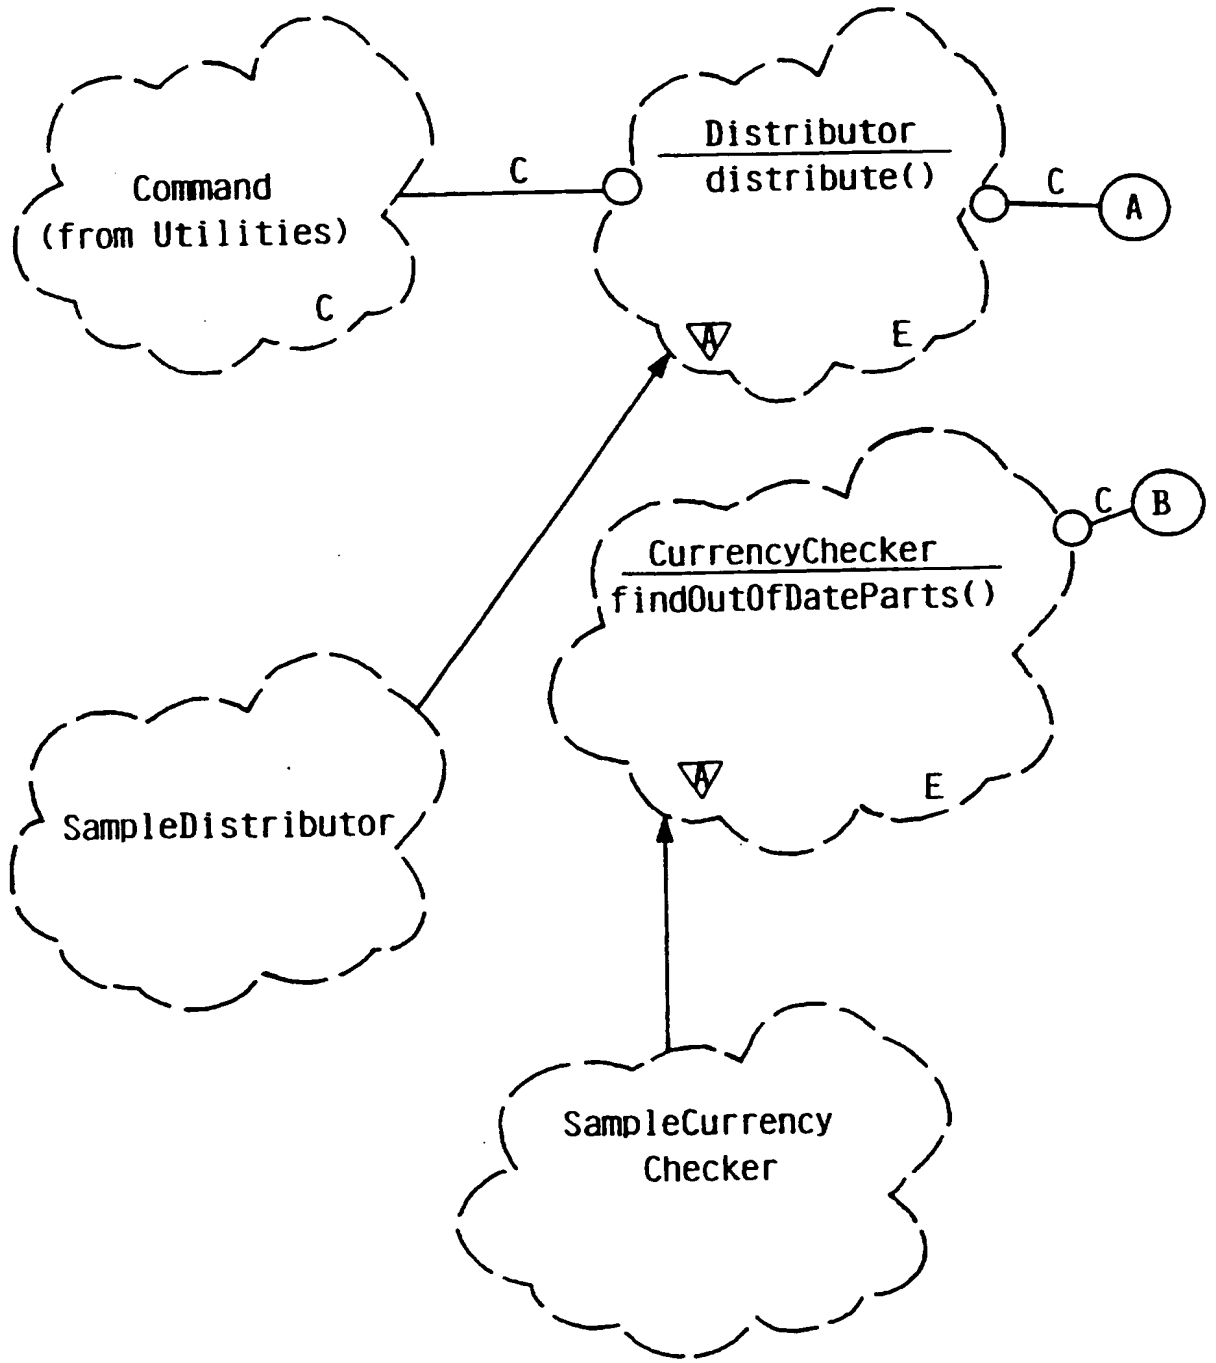 Distributor
distribute()
C
C
A
Command
(from Utilities)
C
A
E
C
B
CurrencyChecker
findOutOfDateParts()
A
E
SampleDistributor
SampleCurrency
Checker